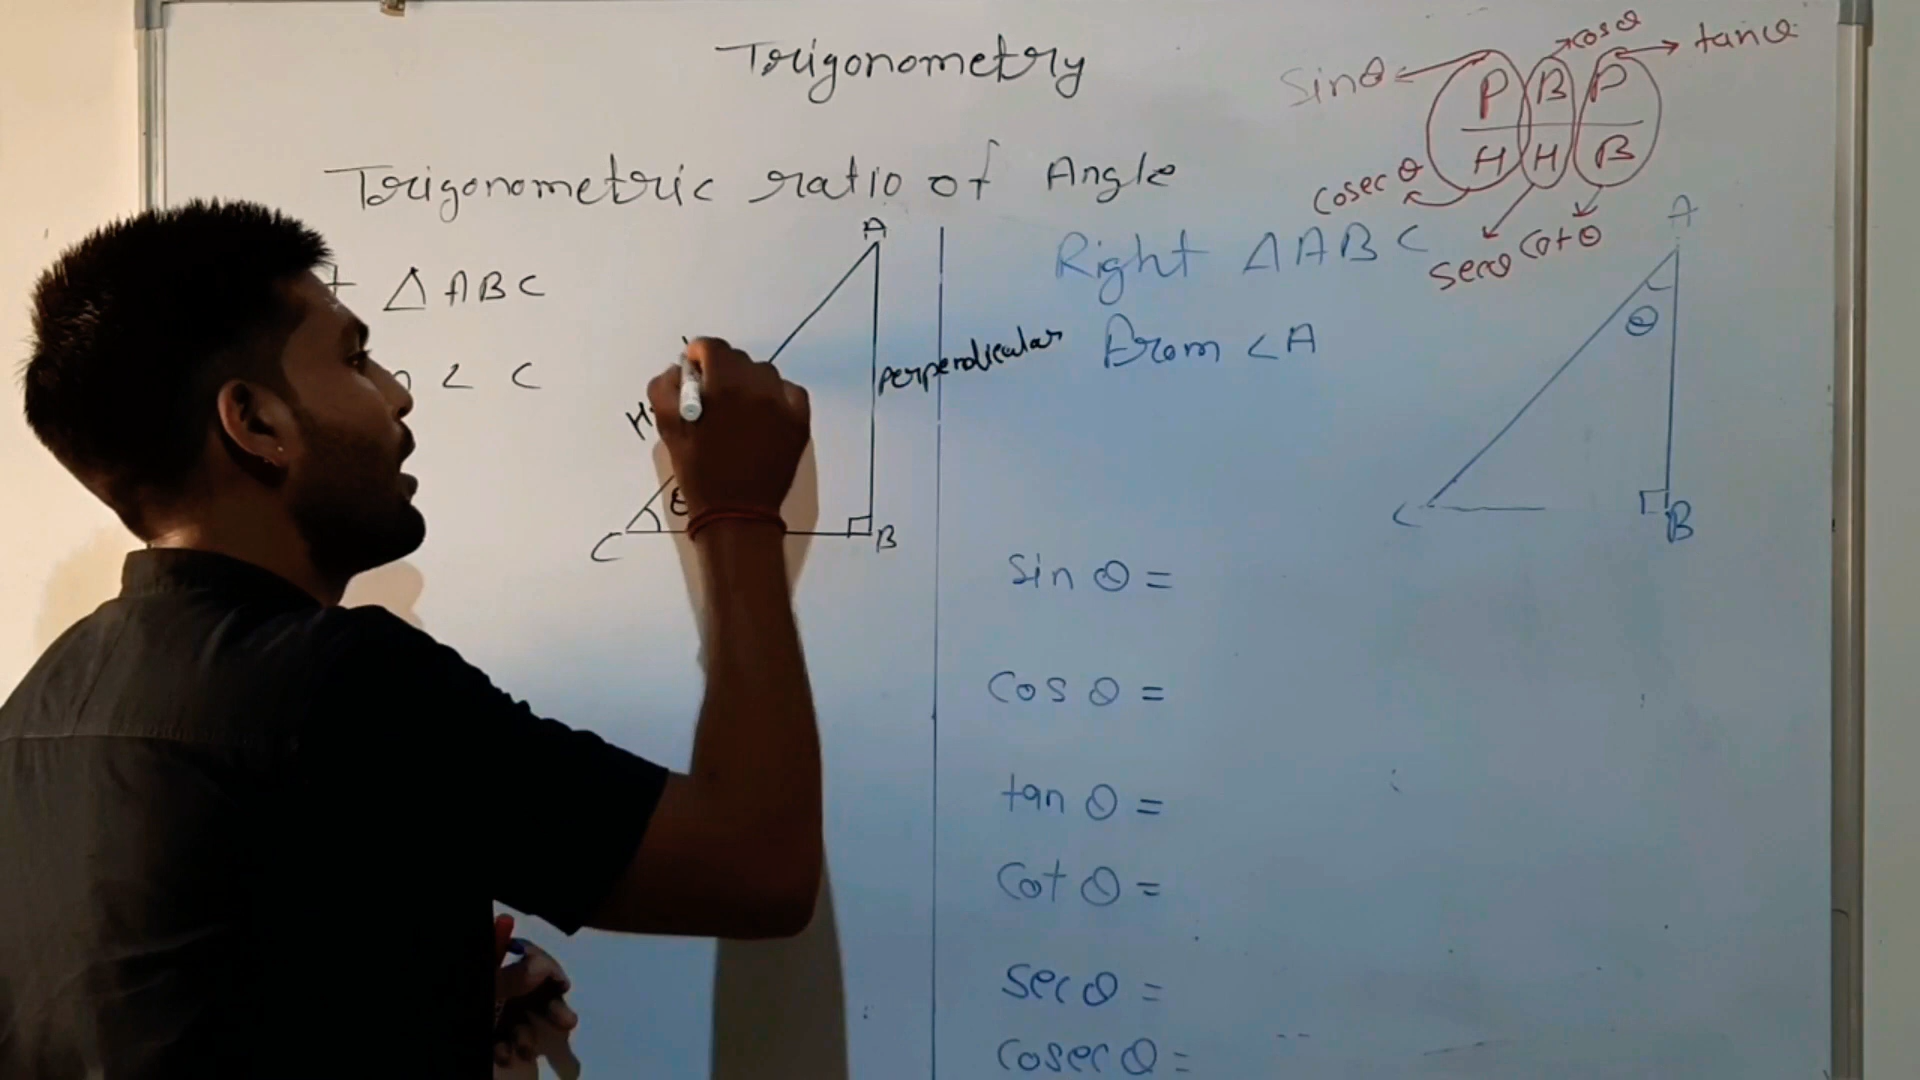 Trigonometry
Trigonometric ratio of Angle
Sinθ
cosθ
tanθ
P B P
H H B
cosec θ
secθ
cot θ
△ABC
∠ C
A
perpendicular
H
C
B
Right △ABC
From ∠A
A
θ
C
B
sin θ =
cos θ =
tan θ =
cot θ =
sec θ =
cosec θ =